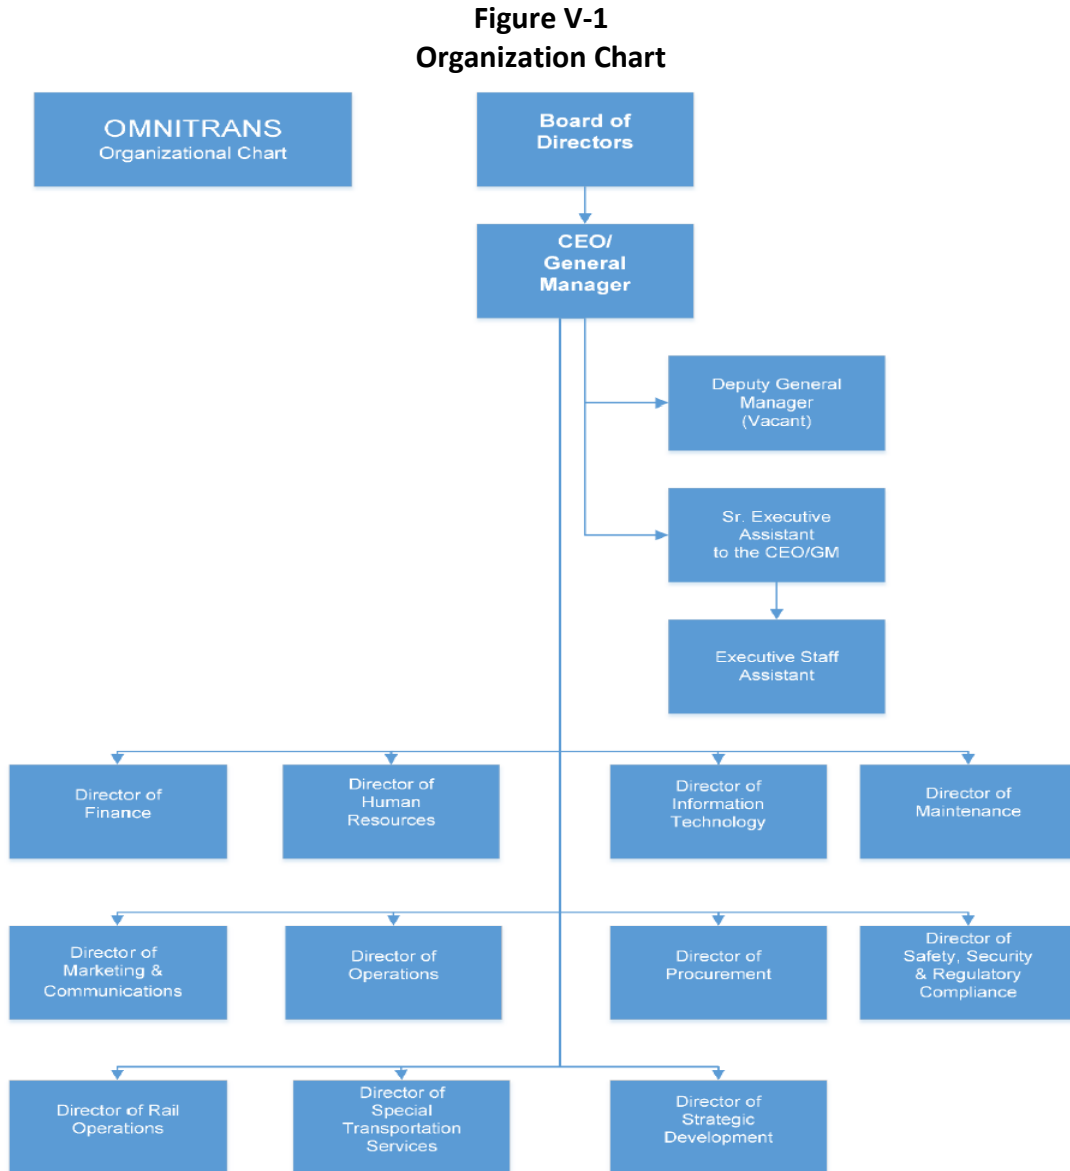 Figure V-1
Organization Chart
OMNITRANS
Organizational Chart
Board of
Directors
CEO/
General
Manager
Deputy General
Manager
(Vacant)
Sr. Executive
Assistant
to the CEO/GM
Executive Staff
Assistant
Director of
Finance
Director of
Human
Resources
Director of
Information
Technology
Director of
Maintenance
Director of
Marketing &
Communications
Director of
Operations
Director of
Procurement
Director of
Safety, Security
& Regulatory
Compliance
Director of Rail
Operations
Director of
Special
Transportation
Services
Director of
Strategic
Development